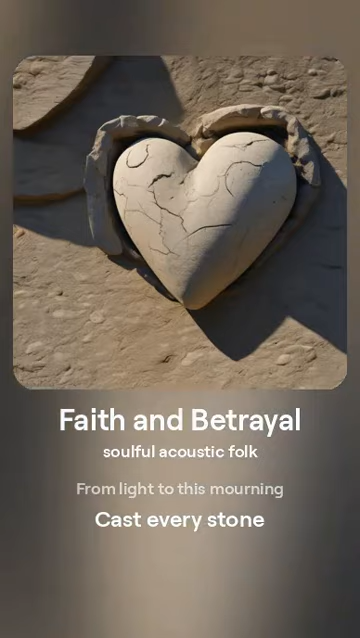 Faith and Betrayal
soulful acoustic folk
From light to this mourning
Cast every stone